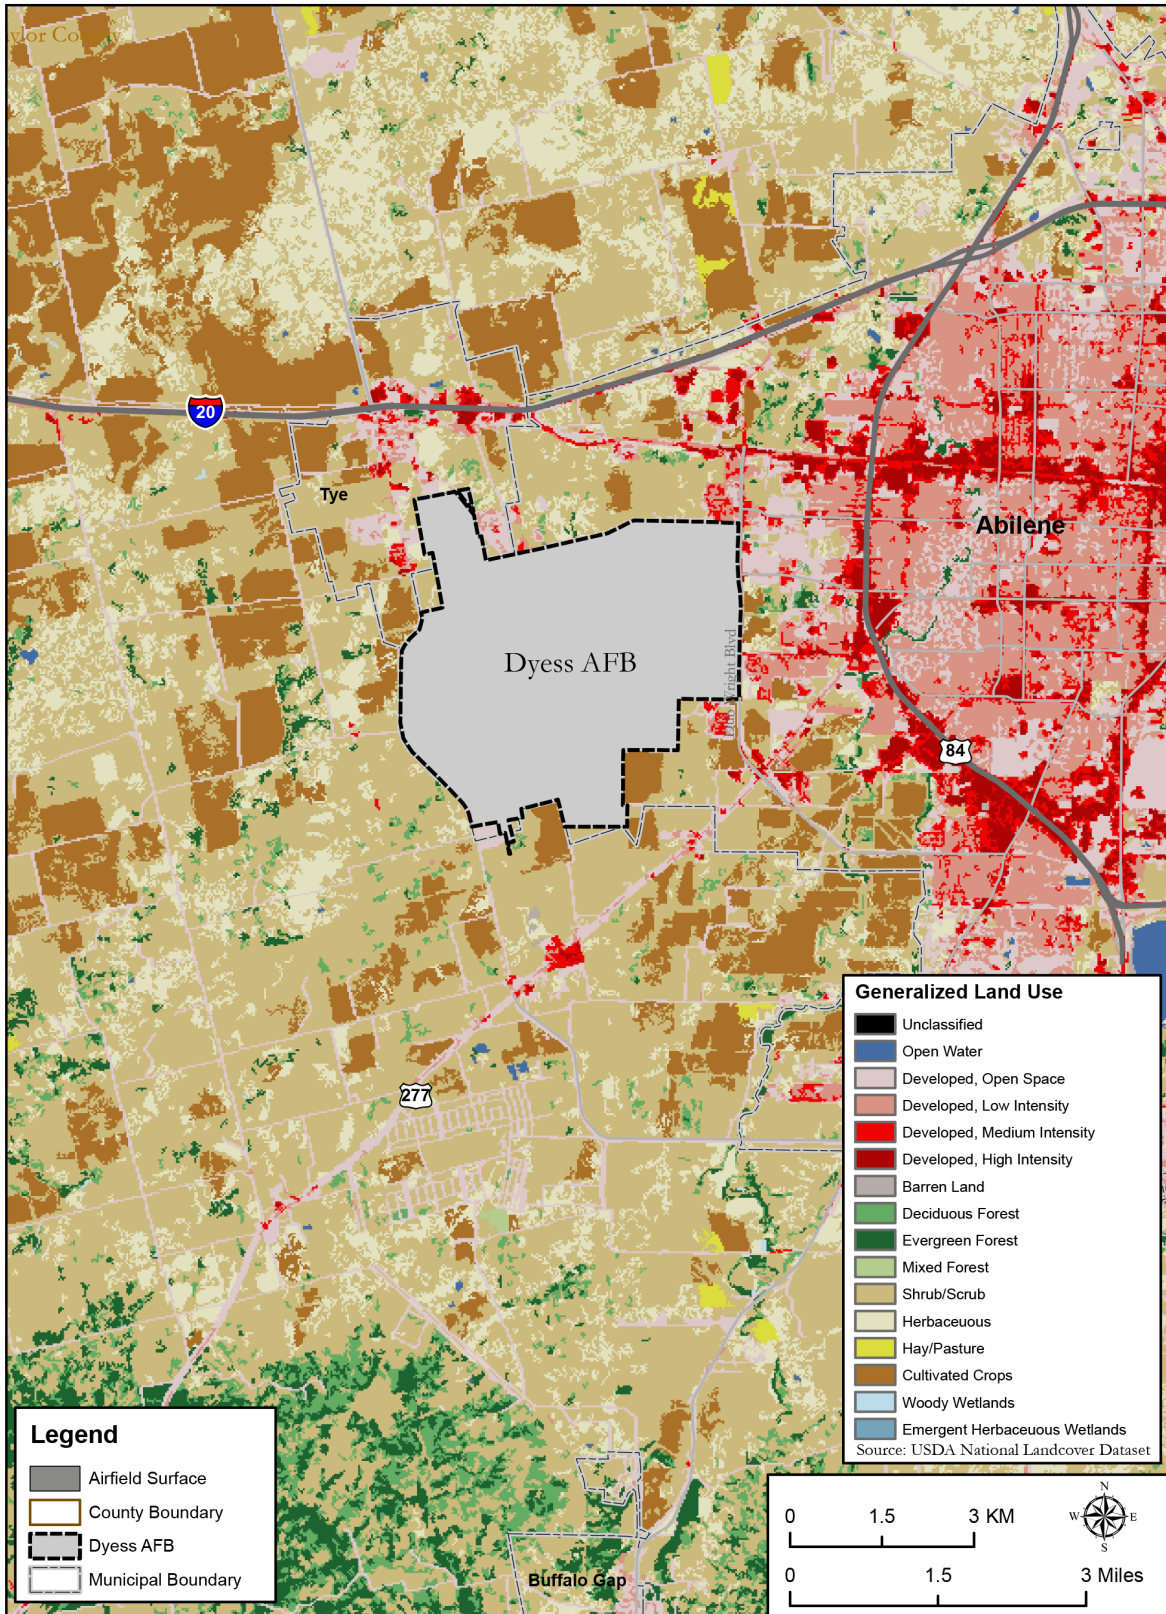 ylor County
20
Tye
Abilene
Dyess AFB
Wright Blvd
84
277
Buffalo Gap
Generalized Land Use
Unclassified
Open Water
Developed, Open Space
Developed, Low Intensity
Developed, Medium Intensity
Developed, High Intensity
Barren Land
Deciduous Forest
Evergreen Forest
Mixed Forest
Shrub/Scrub
Herbaceuous
Hay/Pasture
Cultivated Crops
Woody Wetlands
Emergent Herbaceuous Wetlands
Source: USDA National Landcover Dataset
Legend
Airfield Surface
County Boundary
Dyess AFB
Municipal Boundary
N
W E
S
0 1.5 3 KM
0 1.5 3 Miles